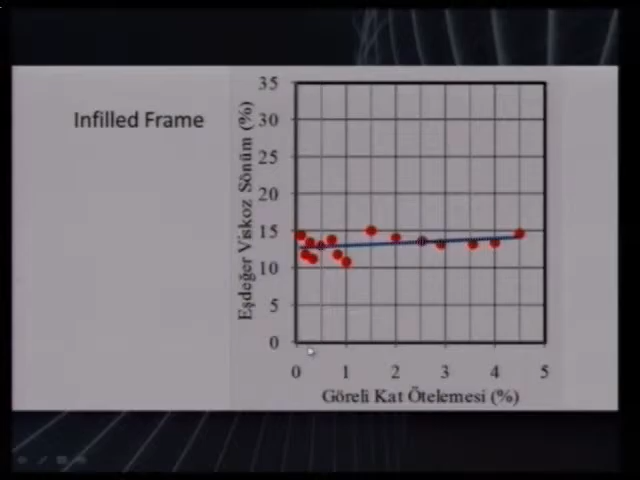 Infilled Frame
Eşdeğer Viskoz Sönüm (%)
35
30
25
20
15
10
5
0
0 1 2 3 4 5
Göreli Kat Ötelemesi (%)